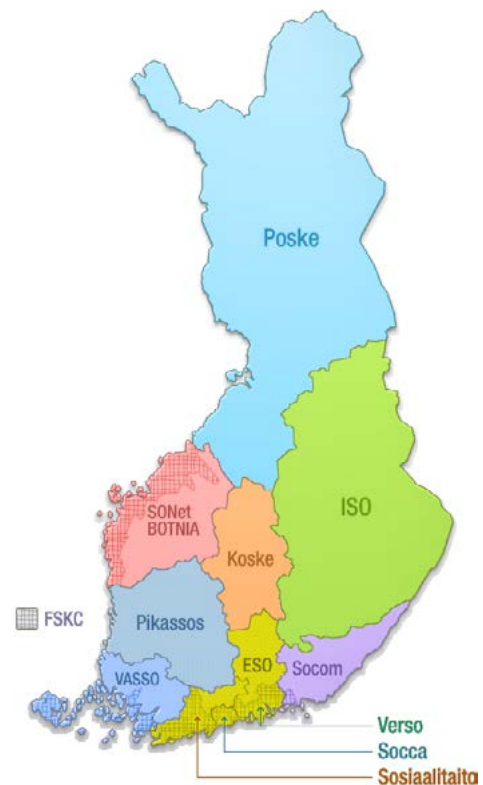 Poske
ISO
SONet
BOTNIA
Koske
FSKC
Pikassos
VASSO
ESO
Socom
Verso
Socca
Sosiaalitaito